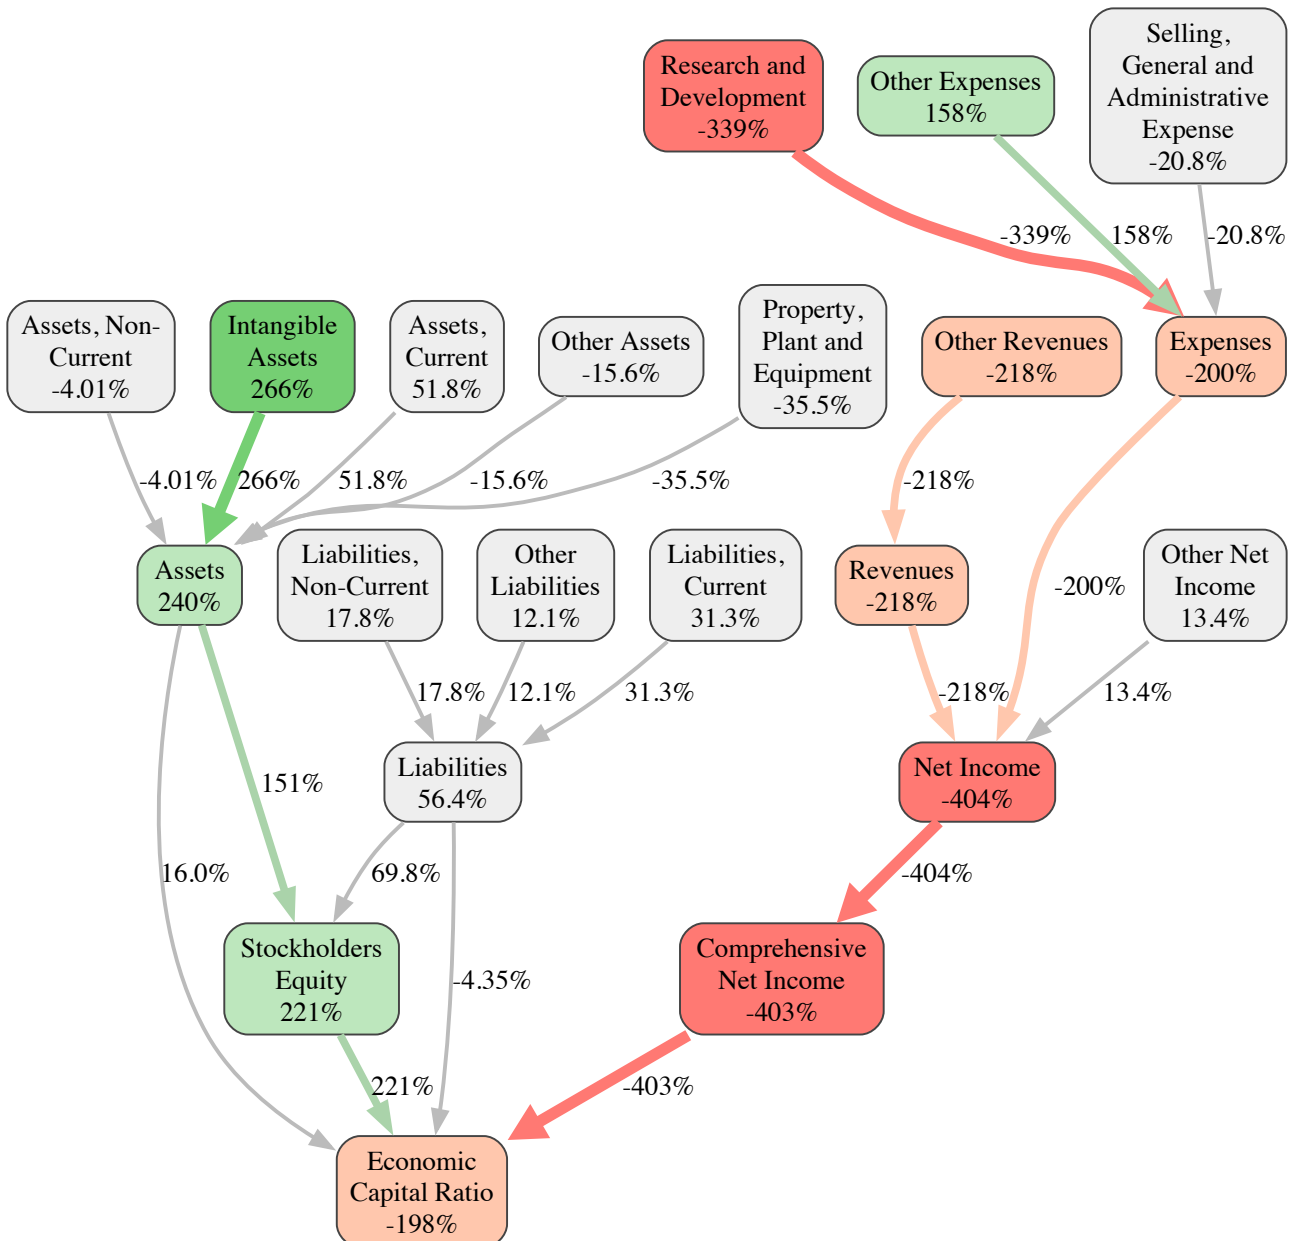 Selling,
General and
Administrative
Expense
-20.8%
Research and
Development
-339%
Other Expenses
158%
-339%
158%
-20.8%
Assets, Non-
Current
-4.01%
Intangible
Assets
266%
Assets,
Current
51.8%
Other Assets
-15.6%
Property,
Plant and
Equipment
-35.5%
Other Revenues
-218%
Expenses
-200%
-4.01%
266%
51.8%
-15.6%
-35.5%
-218%
Assets
240%
Liabilities,
Non-Current
17.8%
Other
Liabilities
12.1%
Liabilities,
Current
31.3%
Revenues
-218%
-200%
Other Net
Income
13.4%
17.8%
12.1%
31.3%
-218%
13.4%
151%
Liabilities
56.4%
Net Income
-404%
16.0%
69.8%
-404%
Stockholders
Equity
221%
-4.35%
Comprehensive
Net Income
-403%
221%
-403%
Economic
Capital Ratio
-198%